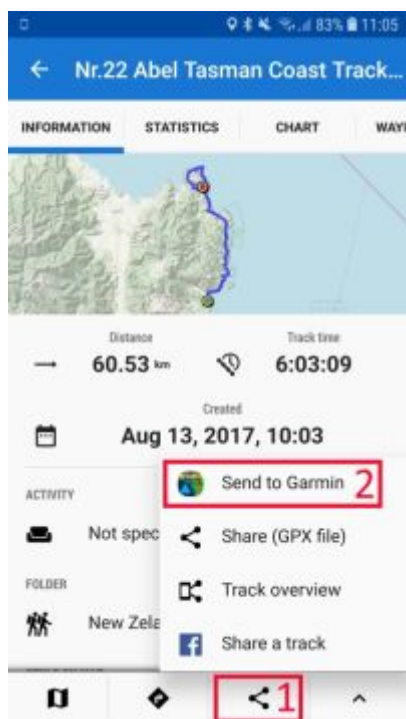 83% 11:05
Nr.22 Abel Tasman Coast Track...
INFORMATION STATISTICS CHART WAYI
Distance Track time
60.53 km 6:03:09
Created
Aug 13, 2017, 10:03
ACTIVITY
Not spec
FOLDER
New Zela
Send to Garmin 2
Share (GPX file)
Track overview
Share a track
1